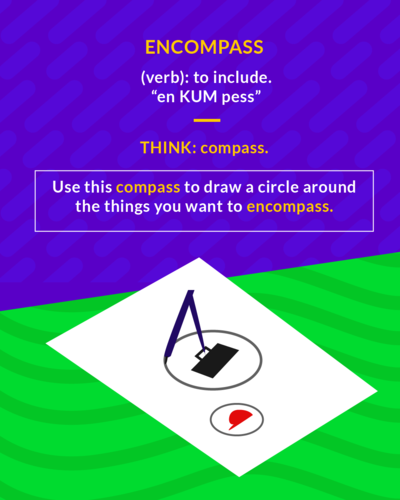 ENCOMPASS
(verb): to include.
“en KUM pess”
THINK: compass.
Use this compass to draw a circle around
the things you want to encompass.